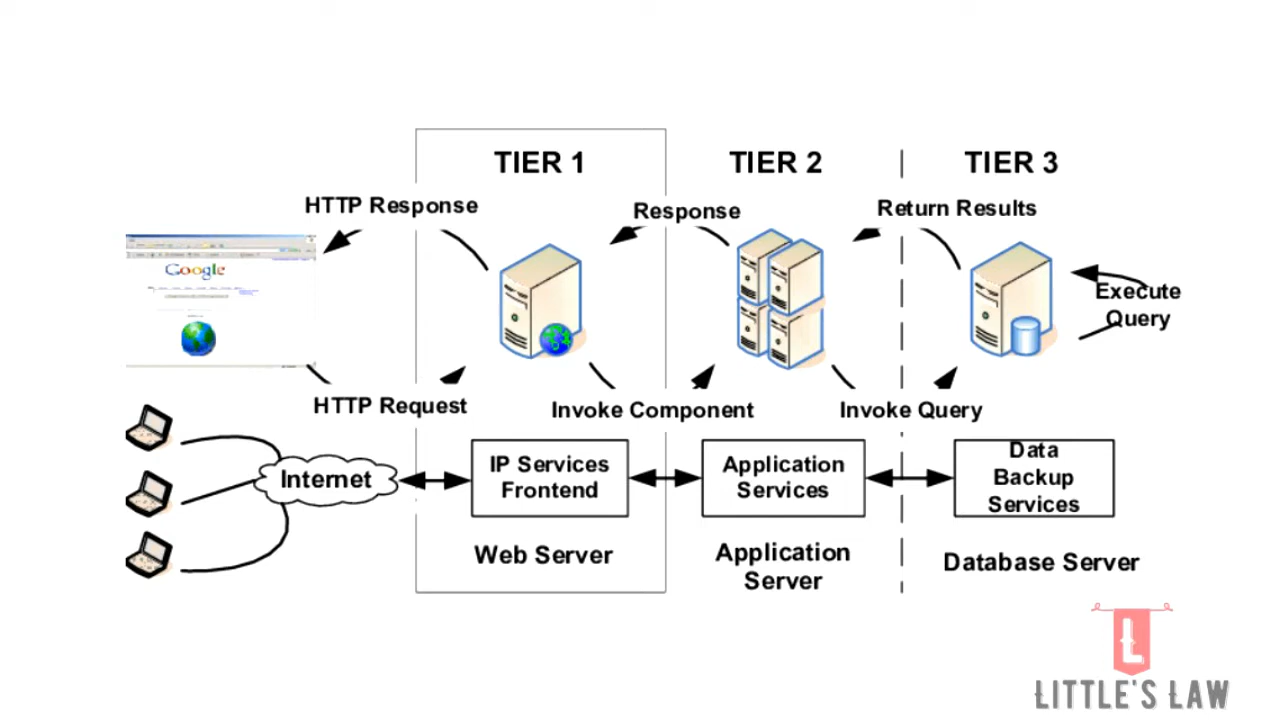 TIER 1
TIER 2
TIER 3
HTTP Response
Response
Return Results
Google
Execute
Query
HTTP Request
Invoke Component
Invoke Query
Internet
IP Services
Frontend
Application
Services
Data
Backup
Services
Web Server
Application
Server
Database Server
L
LITTLE'S LAW